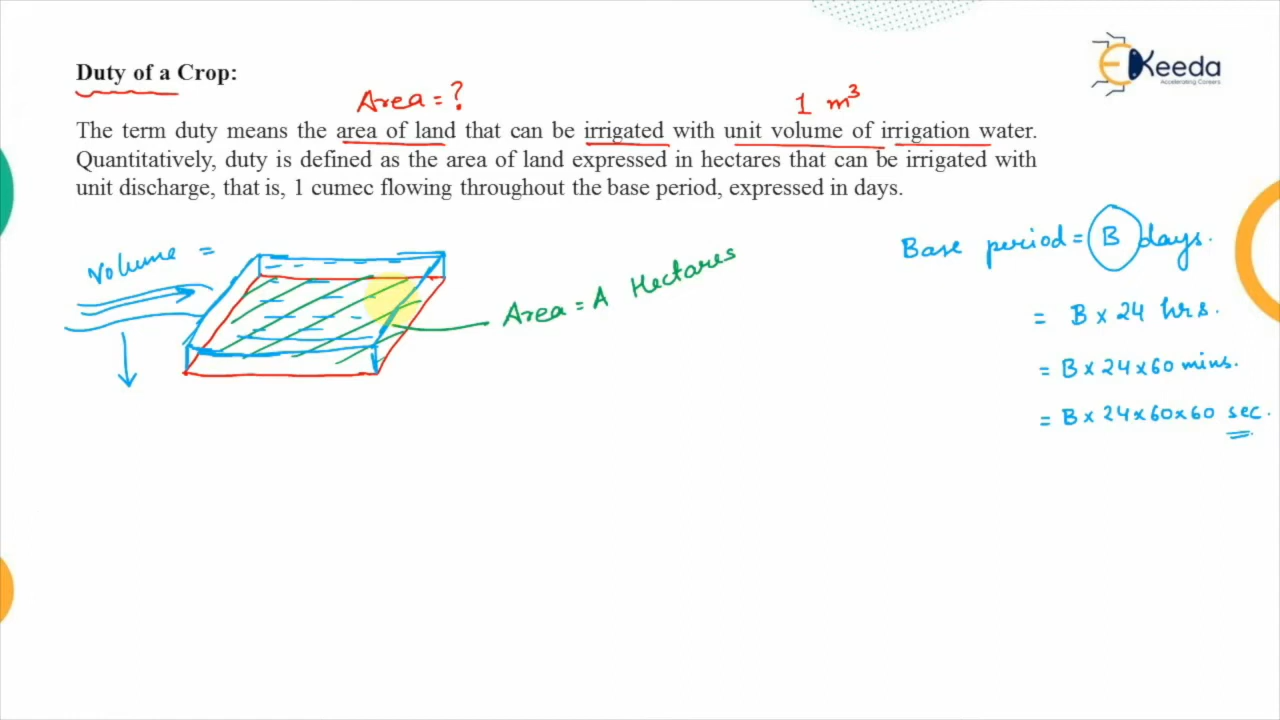 Duty of a Crop:
EKeeda
Accelerating Careers
Area = ?
1 m³
The term duty means the area of land that can be irrigated with unit volume of irrigation water.
Quantitatively, duty is defined as the area of land expressed in hectares that can be irrigated with
unit discharge, that is, 1 cumec flowing throughout the base period, expressed in days.
Volume =
Area = A Hectares
Base period = B days.
= B × 24 hrs.
= B × 24 × 60 mins.
= B × 24 × 60 × 60 sec.